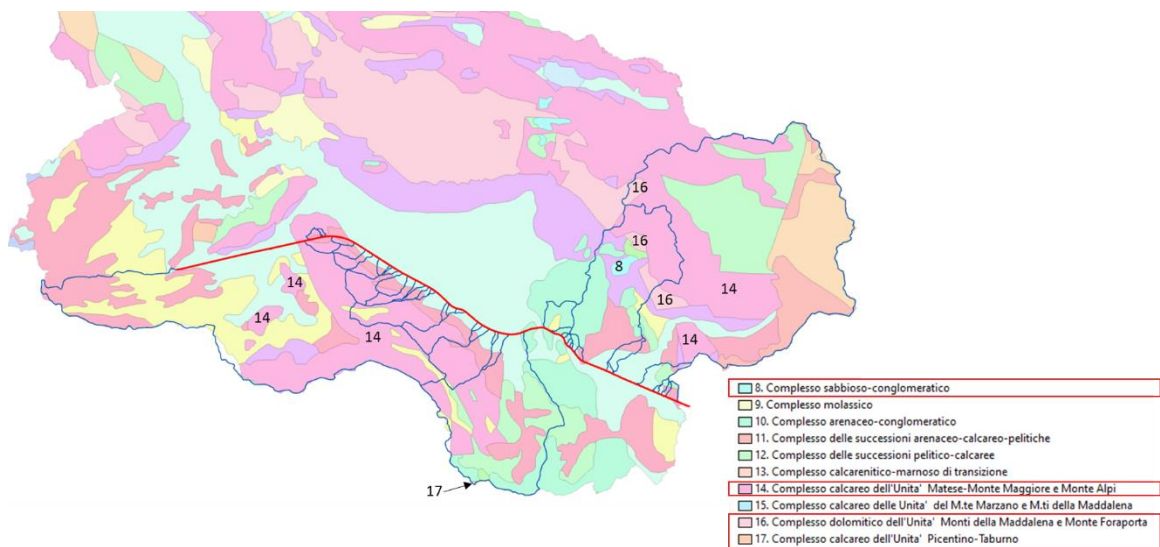 16
16
8
14
16
14
14
14
14
17
8. Complesso sabbioso-conglomeratico
9. Complesso molassico
10. Complesso arenaceo-conglomeratico
11. Complesso delle successioni arenaceo-calcareo-pelitiche
12. Complesso delle successioni pelitico-calcaree
13. Complesso calcarenitico-marnoso di transizione
14. Complesso calcareo dell'Unita' Matese-Monte Maggiore e Monte Alpi
15. Complesso calcareo delle Unita' del M.te Marzano e M.ti della Maddalena
16. Complesso dolomitico dell'Unita' Monti della Maddalena e Monte Foraporta
17. Complesso calcareo dell'Unita' Picentino-Taburno